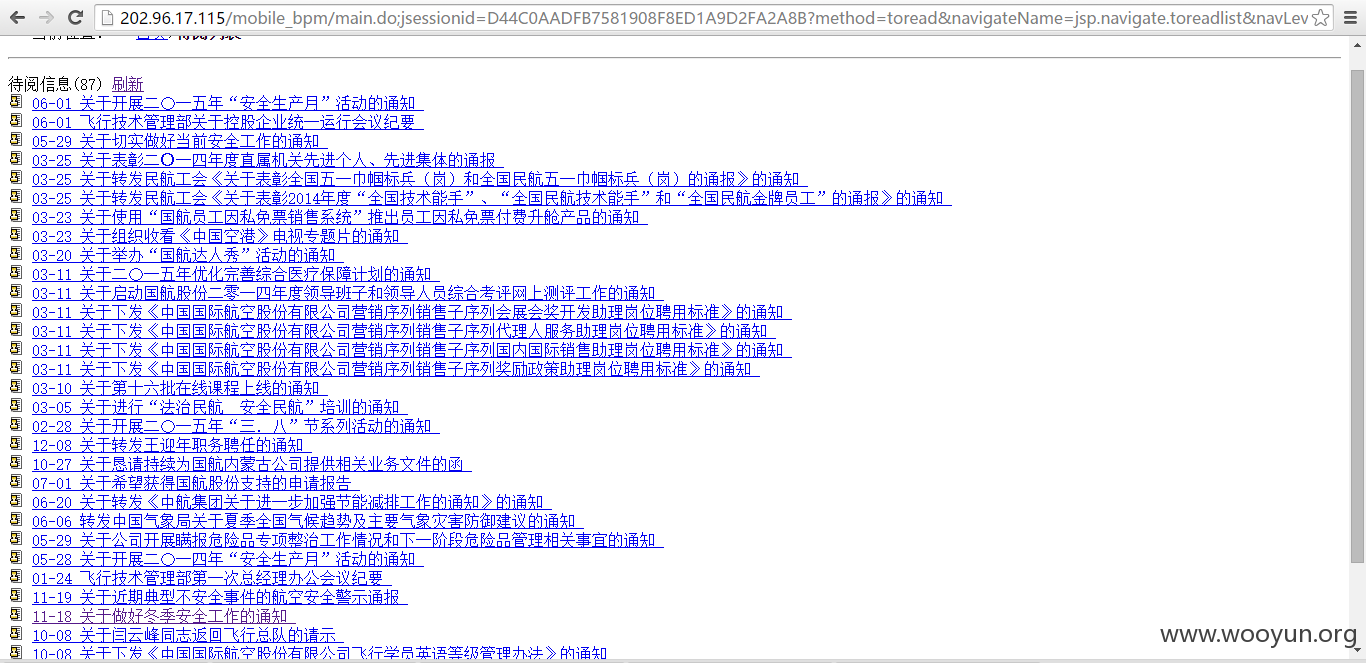 202.96.17.115/mobile_bpm/main.do;jsessionid=D44C0AADFB7581908F8ED1A9D2FA2A8B?method=toread&navigateName=jsp.navigate.toreadlist&navLev
待阅信息(87) 刷新
06-01 关于开展二〇一五年“安全生产月”活动的通知
06-01 飞行技术管理部关于控股企业统一运行会议纪要
05-29 关于切实做好当前安全工作的通知
03-25 关于表彰二〇一四年度直属机关先进个人、先进集体的通报
03-25 关于转发民航工会《关于表彰全国五一巾帼标兵（岗）和全国民航五一巾帼标兵（岗）的通报》的通知
03-25 关于转发民航工会《关于表彰2014年度“全国技术能手”、“全国民航技术能手”和“全国民航金牌员工”的通报》的通知
03-23 关于使用“国航员工因私免票销售系统”推出员工因私免票付费升舱产品的通知
03-23 关于组织收看《中国空港》电视专题片的通知
03-20 关于举办“国航达人秀”活动的通知
03-11 关于二〇一五年优化完善综合医疗保障计划的通知
03-11 关于启动国航股份二零一四年度领导班子和领导人员综合考评网上测评工作的通知
03-11 关于下发《中国国际航空股份有限公司营销序列销售子序列会展会奖开发助理岗位聘用标准》的通知
03-11 关于下发《中国国际航空股份有限公司营销序列销售子序列代理人服务助理岗位聘用标准》的通知
03-11 关于下发《中国国际航空股份有限公司营销序列销售子序列国内国际销售助理岗位聘用标准》的通知
03-11 关于下发《中国国际航空股份有限公司营销序列销售子序列奖励政策助理岗位聘用标准》的通知
03-10 关于第十六批在线课程上线的通知
03-05 关于进行“法治民航　安全民航”培训的通知
02-28 关于开展二〇一五年“三．八”节系列活动的通知
12-08 关于转发王迎年职务聘任的通知
10-27 关于恳请持续为国航内蒙古公司提供相关业务文件的函
07-01 关于希望获得国航股份支持的申请报告
06-20 关于转发《中航集团关于进一步加强节能减排工作的通知》的通知
06-06 转发中国气象局关于夏季全国气候趋势及主要气象灾害防御建议的通知
05-29 关于公司开展瞒报危险品专项整治工作情况和下一阶段危险品管理相关事宜的通知
05-28 关于开展二〇一四年“安全生产月”活动的通知
01-24 飞行技术管理部第一次总经理办公会议纪要
11-19 关于近期典型不安全事件的航空安全警示通报
11-18 关于做好冬季安全工作的通知
10-08 关于闫云峰同志返回飞行总队的请示
10-08 关于下发《中国国际航空股份有限公司飞行学员英语等级管理办法》的通知
www.wooyun.org